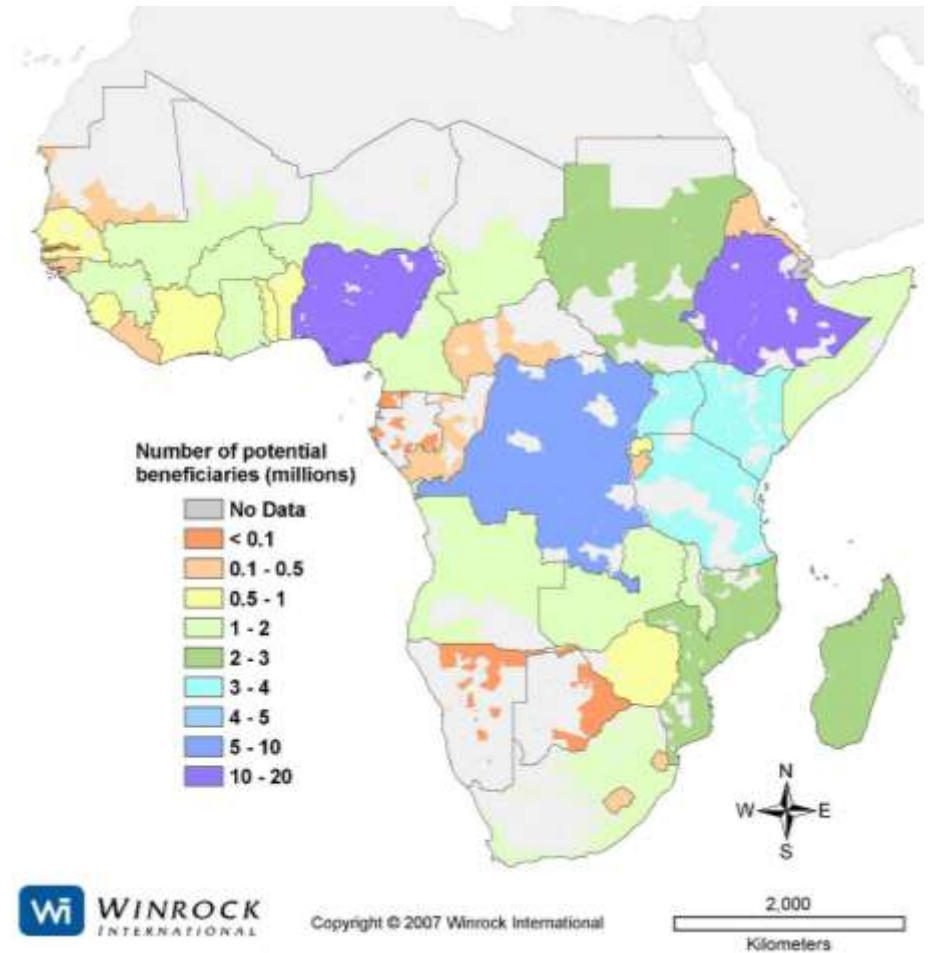 Number of potential
beneficiaries (millions)
No Data
< 0.1
0.1 - 0.5
0.5 - 1
1 - 2
2 - 3
3 - 4
4 - 5
5 - 10
10 - 20
N
W E
S
Wi WINROCK
INTERNATIONAL
Copyright © 2007 Winrock International
2,000
Kilometers